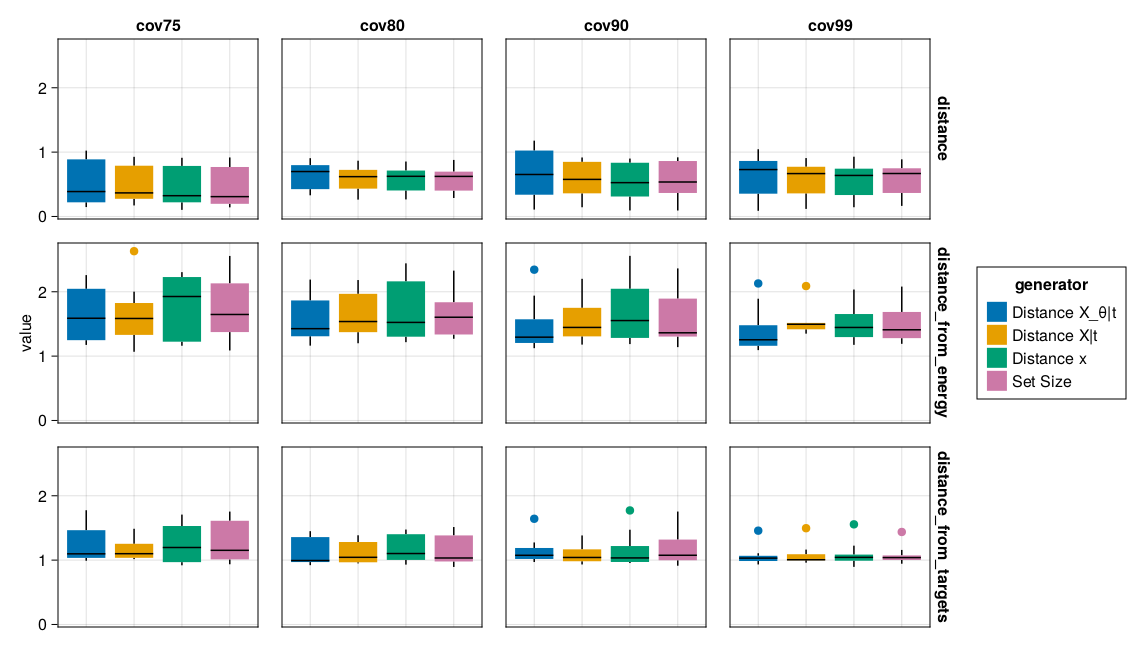 cov75 cov80 cov90 cov99
2
1
0
distance
2
1
0
distance_from_energy
value
2
1
0
distance_from_targets
generator
Distance X_θ|t
Distance X|t
Distance x
Set Size